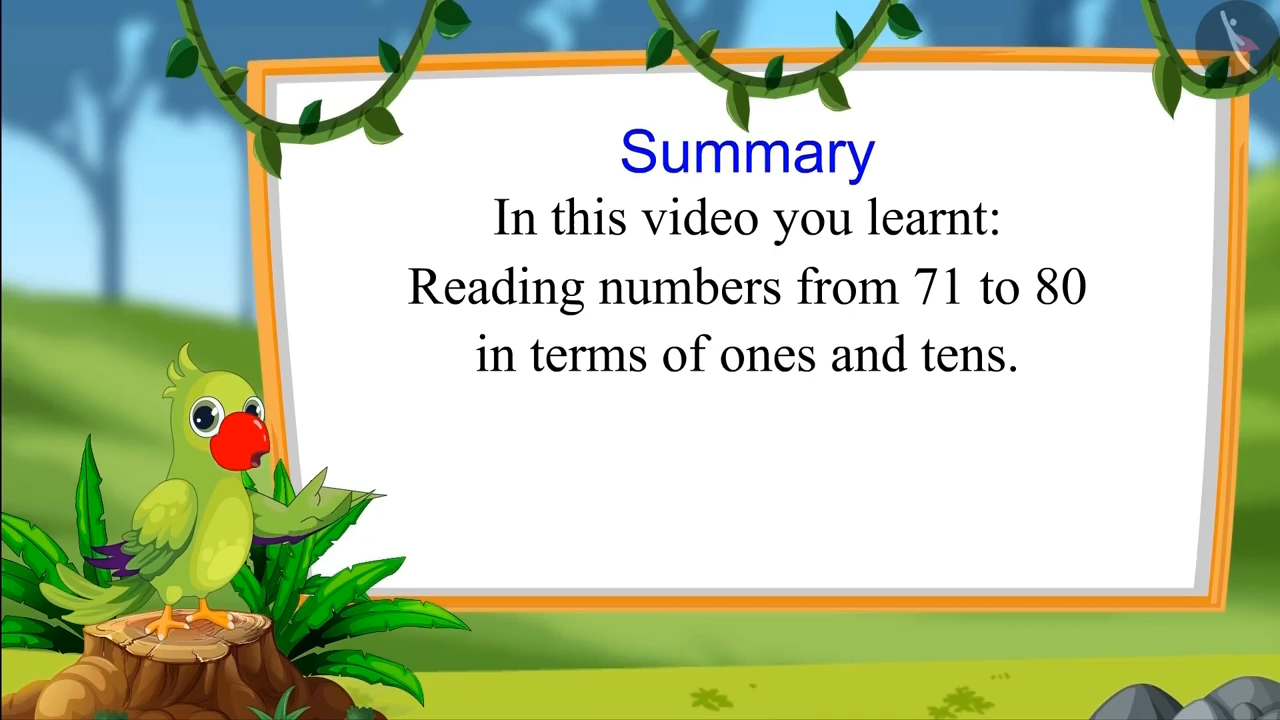 Summary
In this video you learnt:
Reading numbers from 71 to 80
in terms of ones and tens.